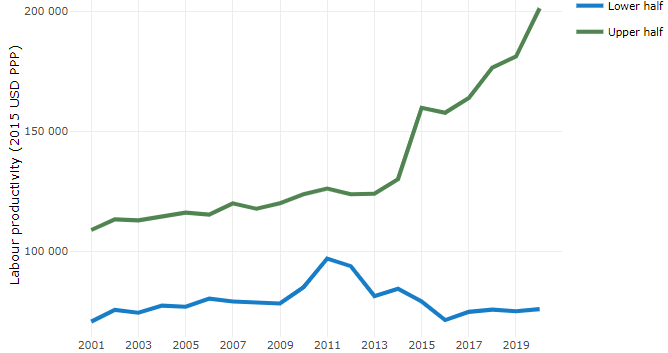 Lower half
Upper half
Labour productivity (2015 USD PPP)
200 000
150 000
100 000
2001 2003 2005 2007 2009 2011 2013 2015 2017 2019